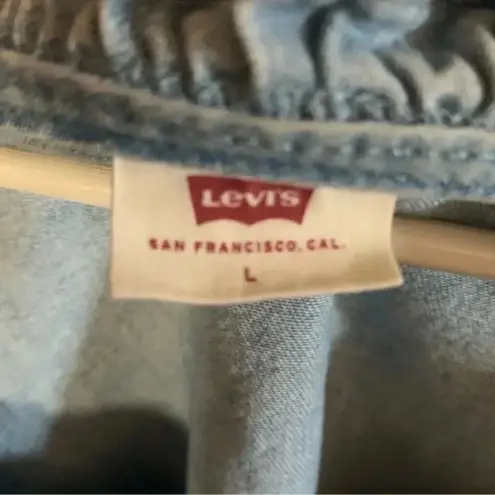 Levi's
SAN FRANCISCO, CAL.
L